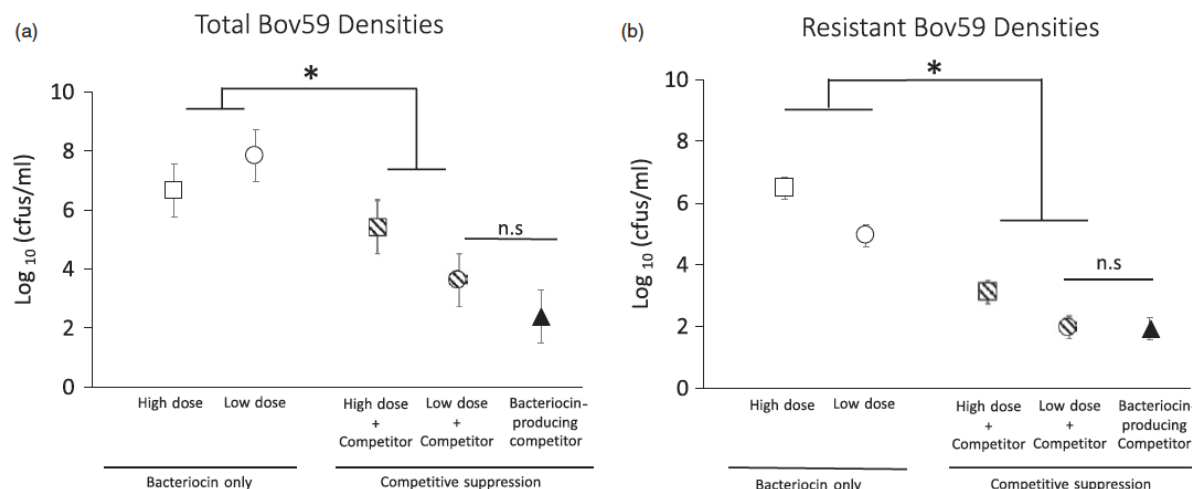 (a)
Total Bov59 Densities
*
n.s
Log 10 (cfus/ml)
10
8
6
4
2
0
High dose
Low dose
High dose
+
Competitor
Low dose
+
Competitor
Bacteriocin-
producing
competitor
Bacteriocin only
Competitive suppression
(b)
Resistant Bov59 Densities
*
n.s
Log 10 (cfus/ml)
10
8
6
4
2
0
High dose
Low dose
High dose
+
Competitor
Low dose
+
Competitor
Bacteriocin-
producing
Competitor
Bacteriocin only
Competitive suppression